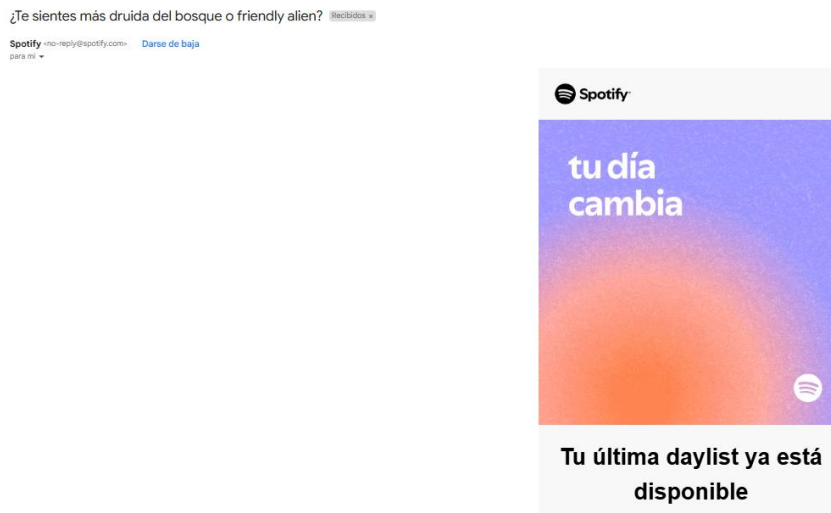 ¿Te sientes más druida del bosque o friendly alien? Recibidos x
Spotify <no-reply@spotify.com> Darse de baja
para mi
Spotify
tu día
cambia
Tu última daylist ya está
disponible